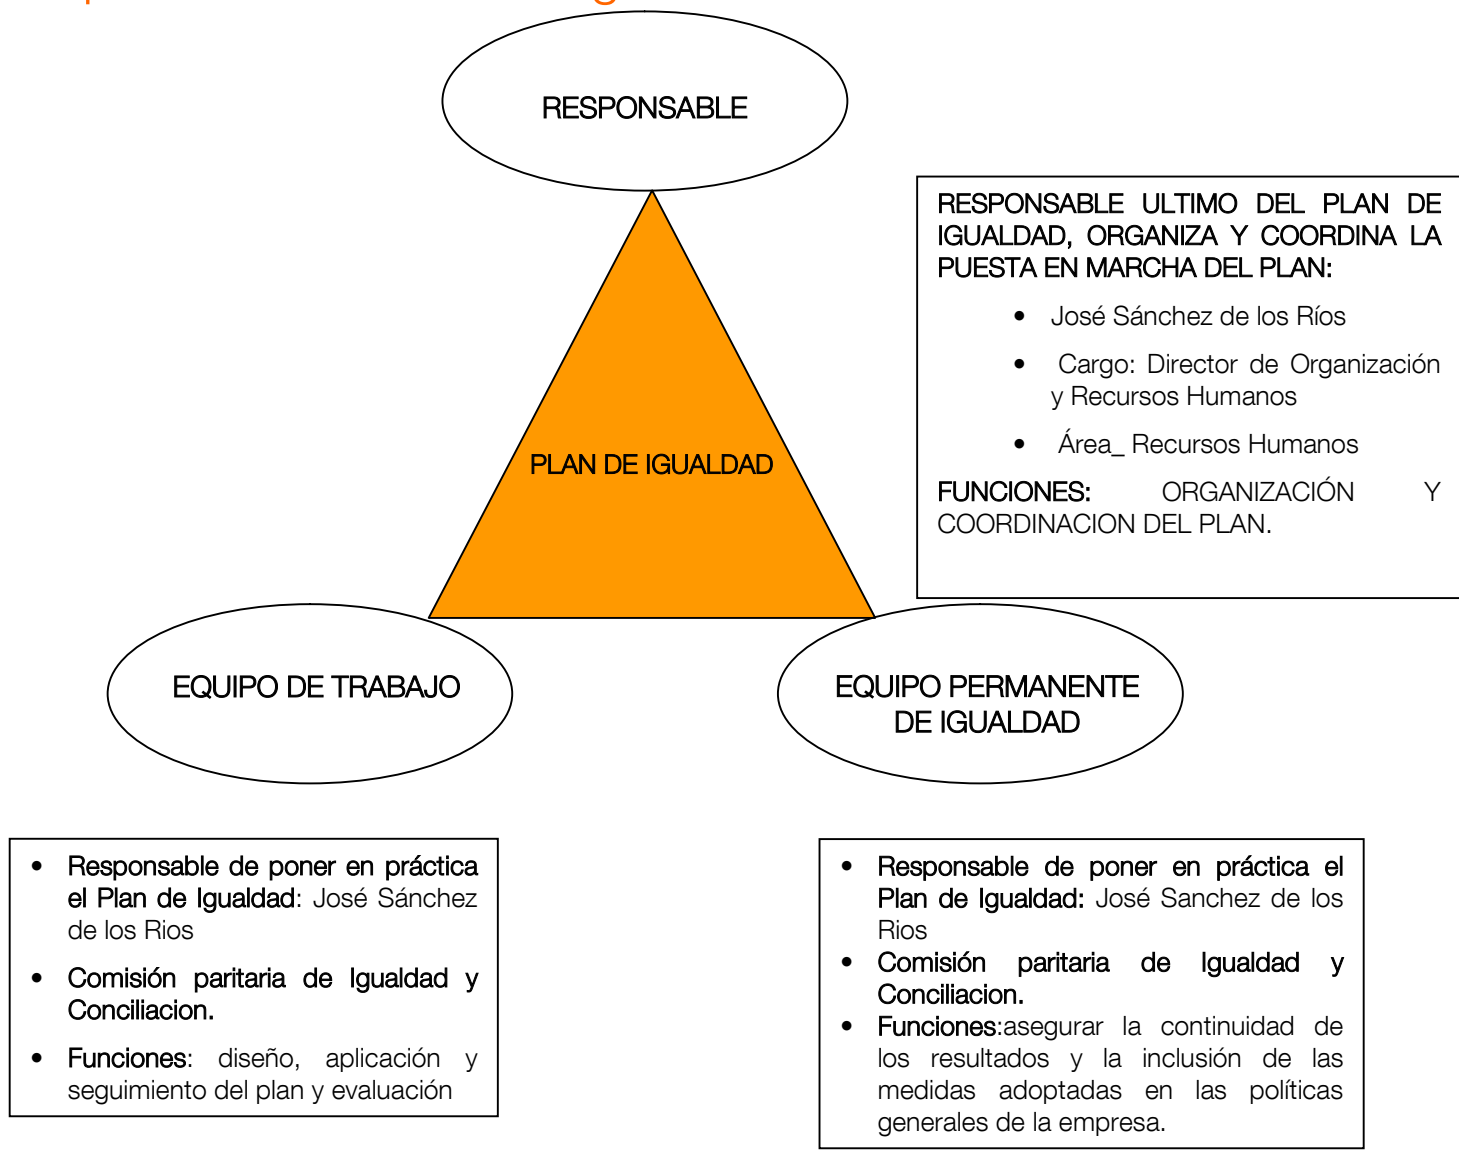 RESPONSABLE
RESPONSABLE ULTIMO DEL PLAN DE
IGUALDAD, ORGANIZA Y COORDINA LA
PUESTA EN MARCHA DEL PLAN:
• José Sánchez de los Ríos
• Cargo: Director de Organización
y Recursos Humanos
• Área_ Recursos Humanos
FUNCIONES: ORGANIZACIÓN Y
COORDINACION DEL PLAN.
PLAN DE IGUALDAD
EQUIPO DE TRABAJO
EQUIPO PERMANENTE
DE IGUALDAD
• Responsable de poner en práctica
el Plan de Igualdad: José Sánchez
de los Rios
• Comisión paritaria de Igualdad y
Conciliacion.
• Funciones: diseño, aplicación y
seguimiento del plan y evaluación
• Responsable de poner en práctica el
Plan de Igualdad: José Sanchez de los
Rios
• Comisión paritaria de Igualdad y
Conciliacion.
• Funciones:asegurar la continuidad de
los resultados y la inclusión de las
medidas adoptadas en las políticas
generales de la empresa.